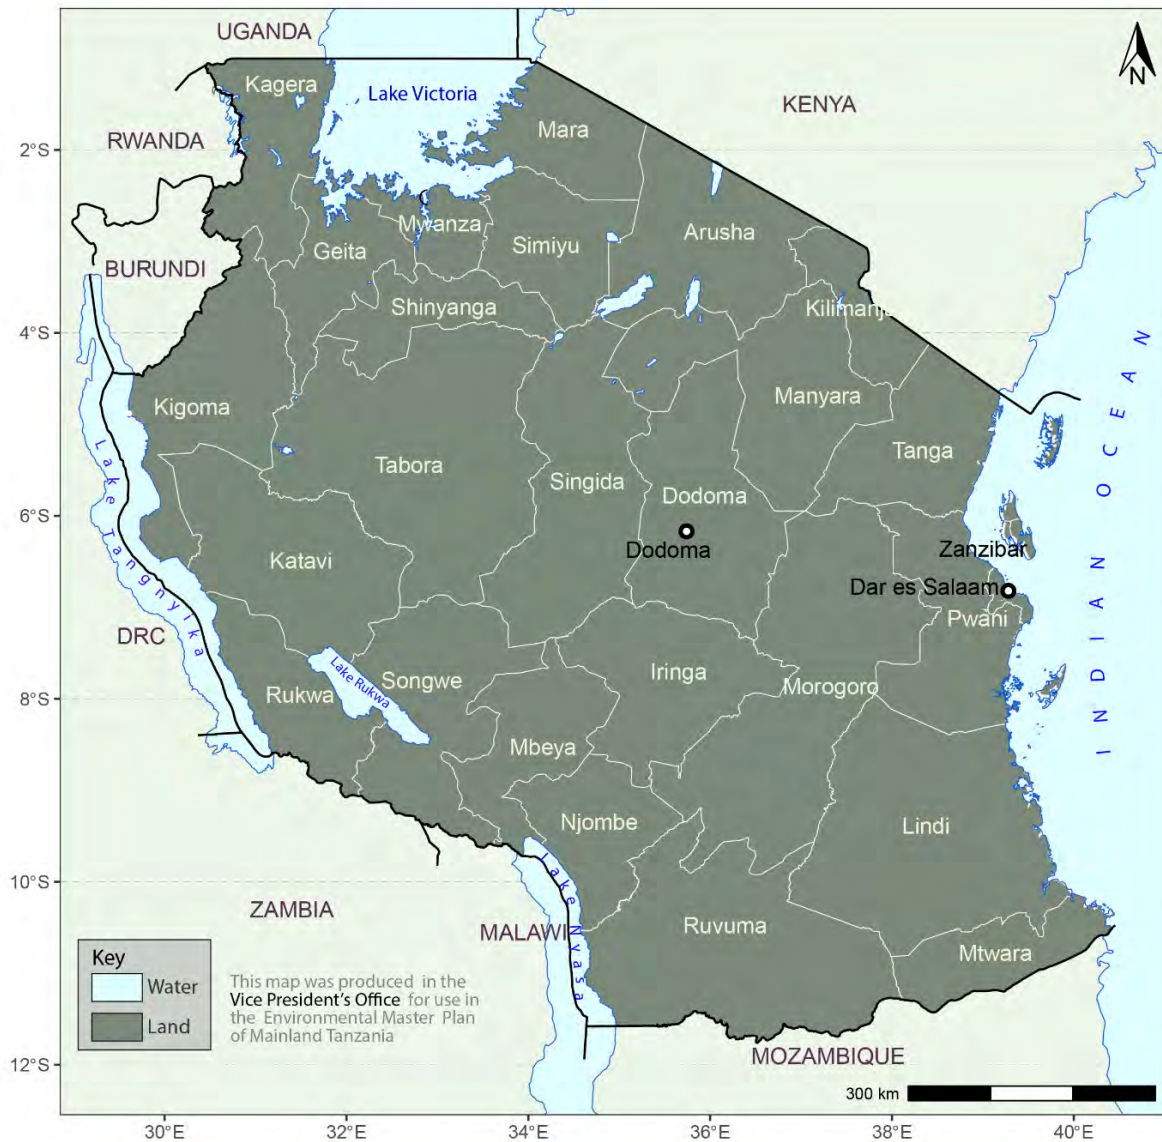 UGANDA
Kagera
Lake Victoria
KENYA
N
Mara
RWANDA
2°S
Mwanza
Arusha
Geita
Simiyu
BURUNDI
Shinyanga
Kilimanj
4°S
Kigoma
Manyara
Tanga
Tabora
Singida
Dodoma
Lake Tangnyika
INDIAN OCEAN
6°S
Dodoma
Zanzibar
Katavi
Dar es Salaam
Pwani
DRC
Iringa
Lake Rukwa
Songwe
Morogoro
Rukwa
8°S
Mbeya
Njombe
Lindi
10°S
Lake Nyasa
ZAMBIA
MALAWI
Ruvuma
Mtwara
Key
Water
Land
This map was produced in the
Vice President's Office for use in
the Environmental Master Plan
of Mainland Tanzania
MOZAMBIQUE
12°S
300 km
30°E
32°E
34°E
36°E
38°E
40°E